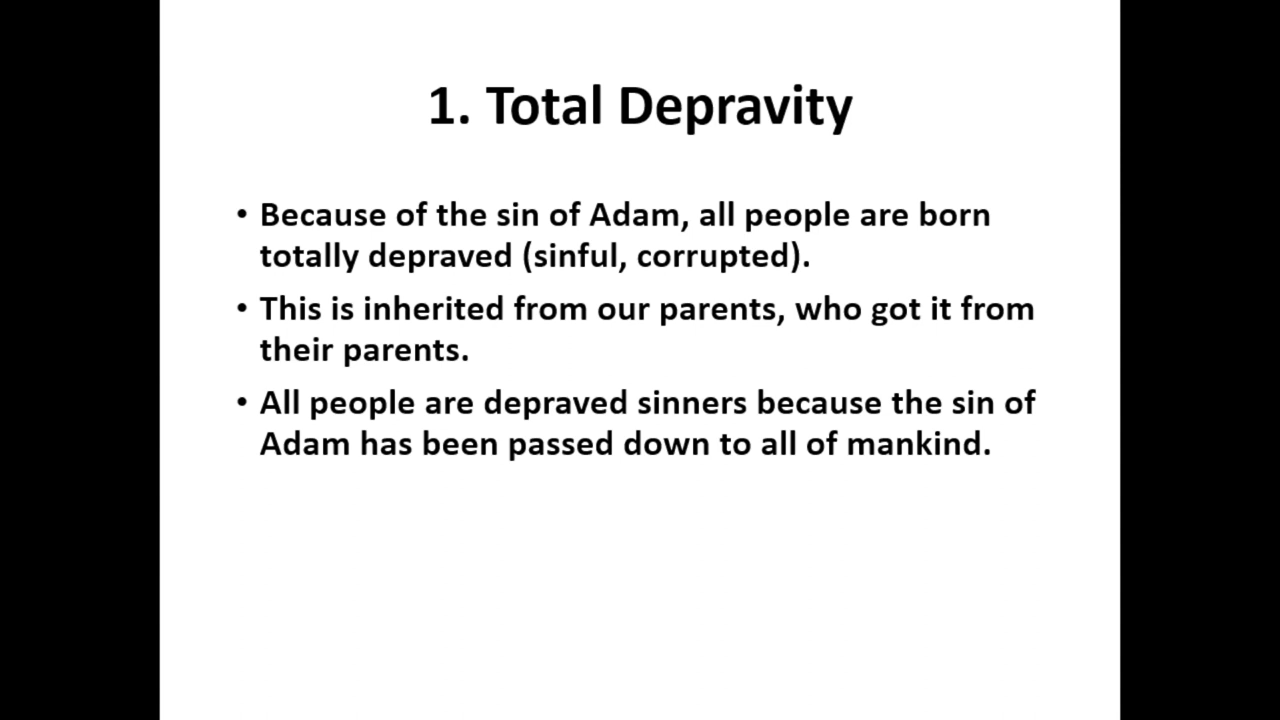 1. Total Depravity
• Because of the sin of Adam, all people are born
totally depraved (sinful, corrupted).
• This is inherited from our parents, who got it from
their parents.
• All people are depraved sinners because the sin of
Adam has been passed down to all of mankind.